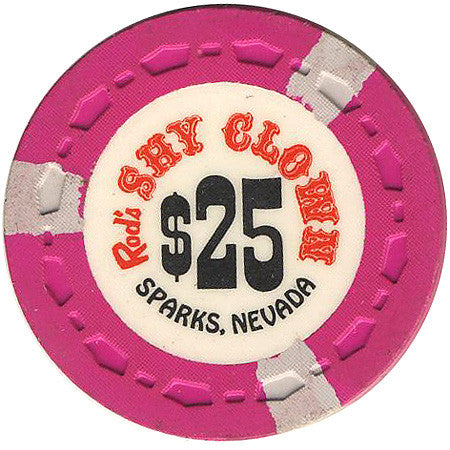 Rod's SHY CLOWN
$25
SPARKS, NEVADA